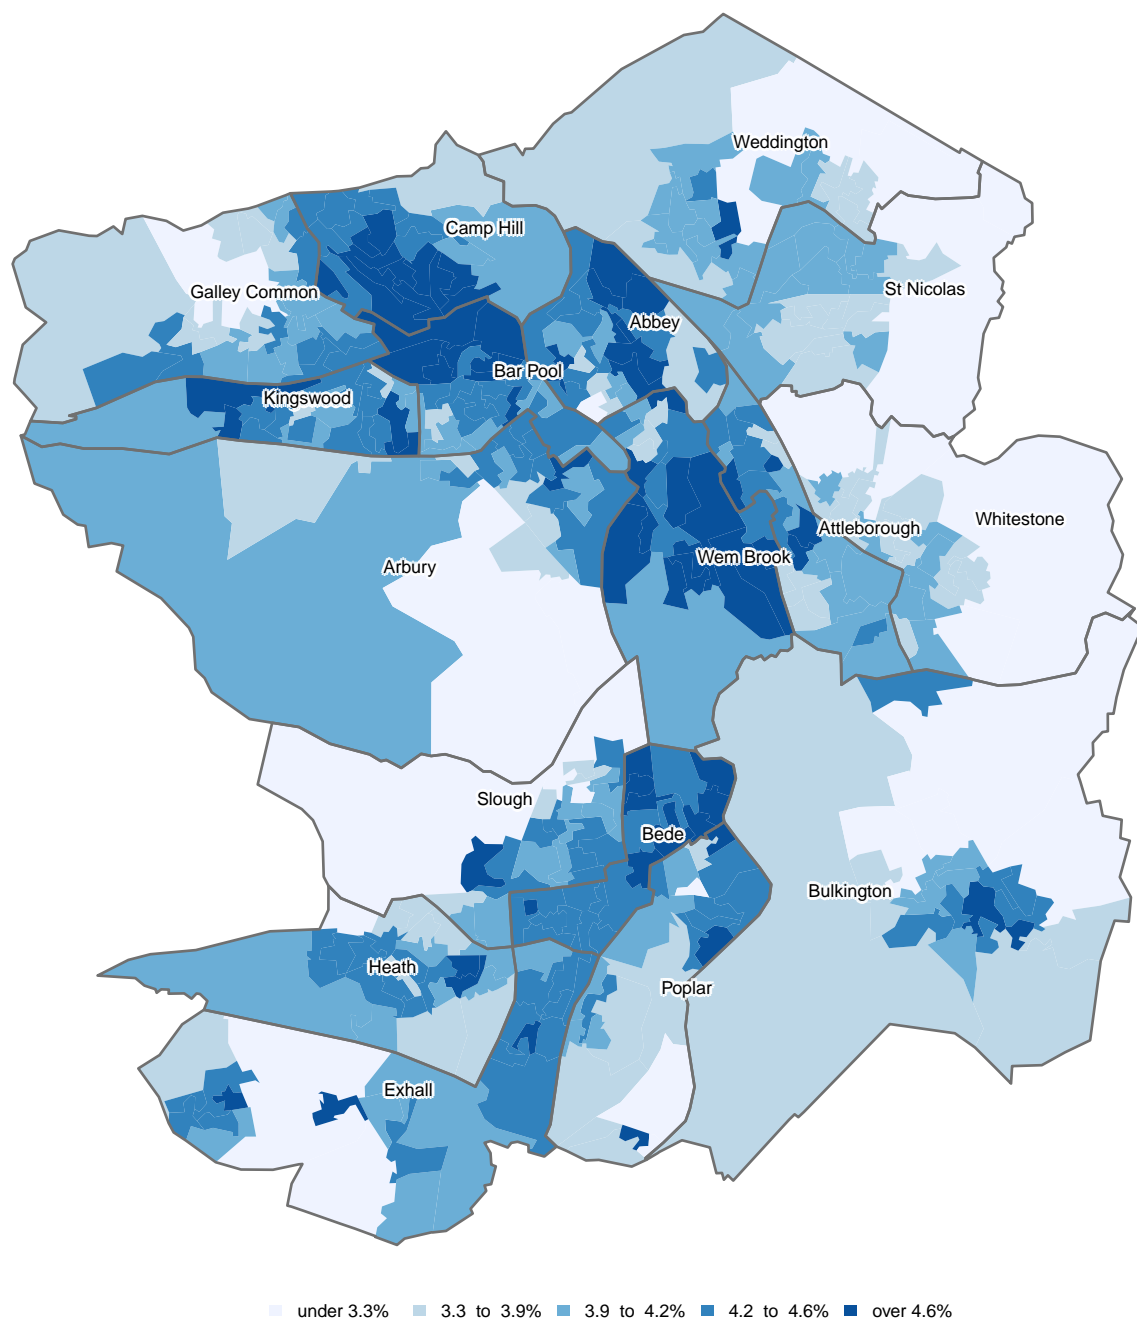 Weddington
Camp Hill
Galley Common
St Nicolas
Abbey
Bar Pool
Kingswood
Whitestone
Attleborough
Wem Brook
Arbury
Slough
Bede
Bulkington
Heath
Poplar
Exhall
under 3.3% 3.3 to 3.9% 3.9 to 4.2% 4.2 to 4.6% over 4.6%